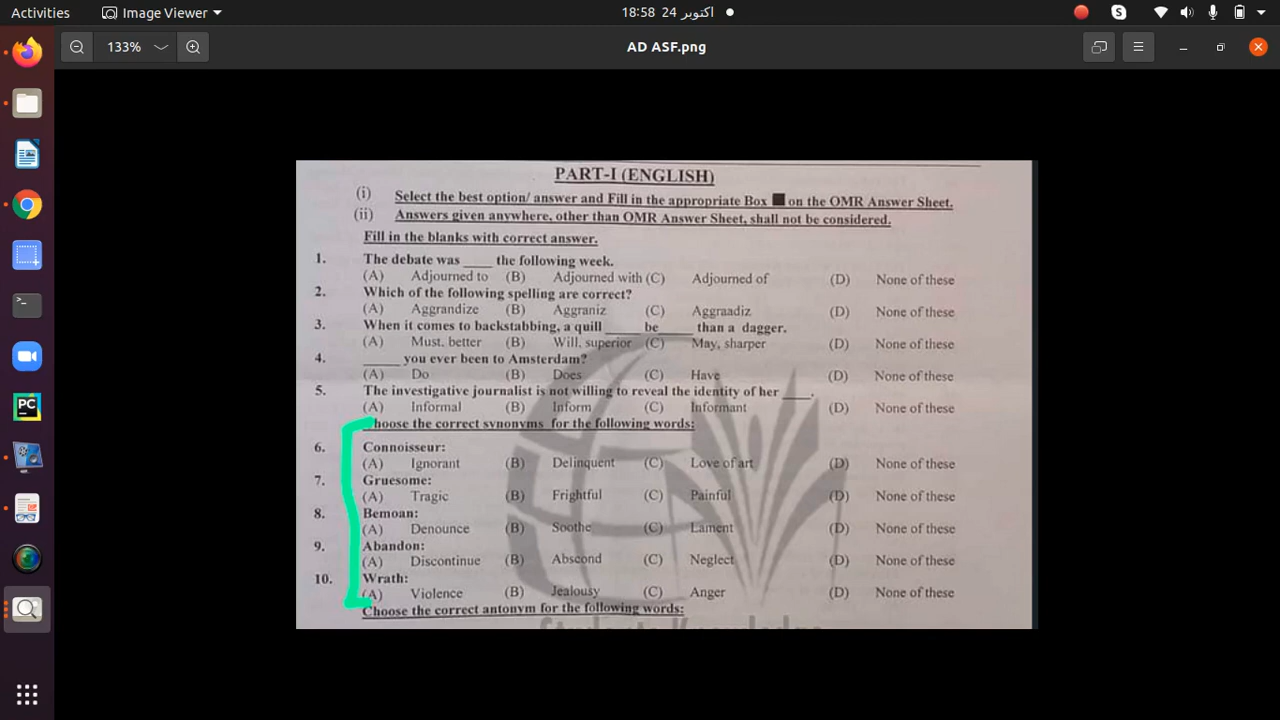 Activities Image Viewer 18:58 24 اکتوبر
133% AD ASF.png
PART-I (ENGLISH)
(i) Select the best option/ answer and Fill in the appropriate Box ■ on the OMR Answer Sheet.
(ii) Answers given anywhere, other than OMR Answer Sheet, shall not be considered.
Fill in the blanks with correct answer.
1. The debate was ____ the following week.
(A) Adjourned to (B) Adjourned with (C) Adjourned of (D) None of these
2. Which of the following spelling are correct?
(A) Aggrandize (B) Aggraniz (C) Aggraadiz (D) None of these
3. When it comes to backstabbing, a quill _____ be_____ than a dagger.
(A) Must, better (B) Will, superior (C) May, sharper (D) None of these
4. _____ you ever been to Amsterdam?
(A) Do (B) Does (C) Have (D) None of these
5. The investigative journalist is not willing to reveal the identity of her ____.
(A) Informal (B) Inform (C) Informant (D) None of these
Choose the correct synonyms for the following words:
6. Connoisseur:
(A) Ignorant (B) Delinquent (C) Love of art (D) None of these
7. Gruesome:
(A) Tragic (B) Frightful (C) Painful (D) None of these
8. Bemoan:
(A) Denounce (B) Soothe (C) Lament (D) None of these
9. Abandon:
(A) Discontinue (B) Abscond (C) Neglect (D) None of these
10. Wrath:
(A) Violence (B) Jealousy (C) Anger (D) None of these
Choose the correct antonym for the following words: